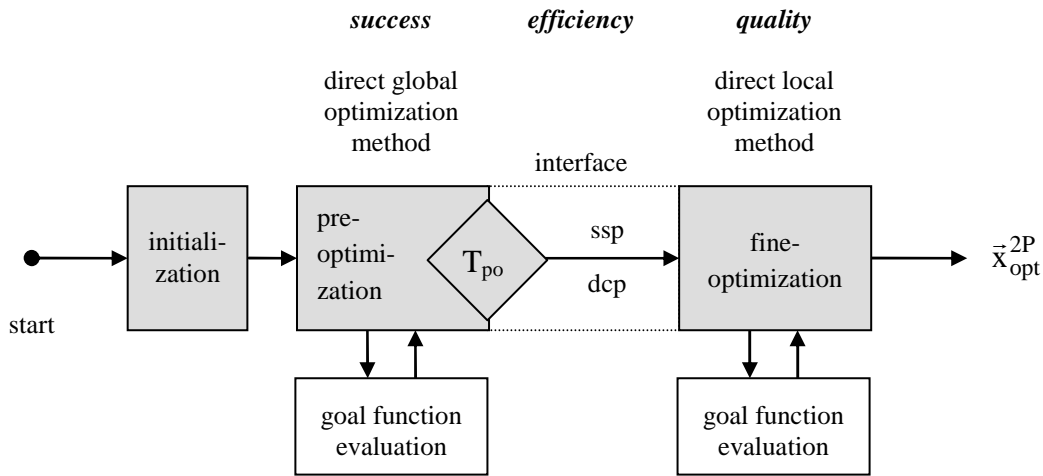 success efficiency quality
direct global
optimization
method
direct local
optimization
method
interface
initiali-
zation
pre-
optimi-
zation
T_po
ssp
dcp
fine-
optimization
x⃗_opt^2P
start
goal function
evaluation
goal function
evaluation